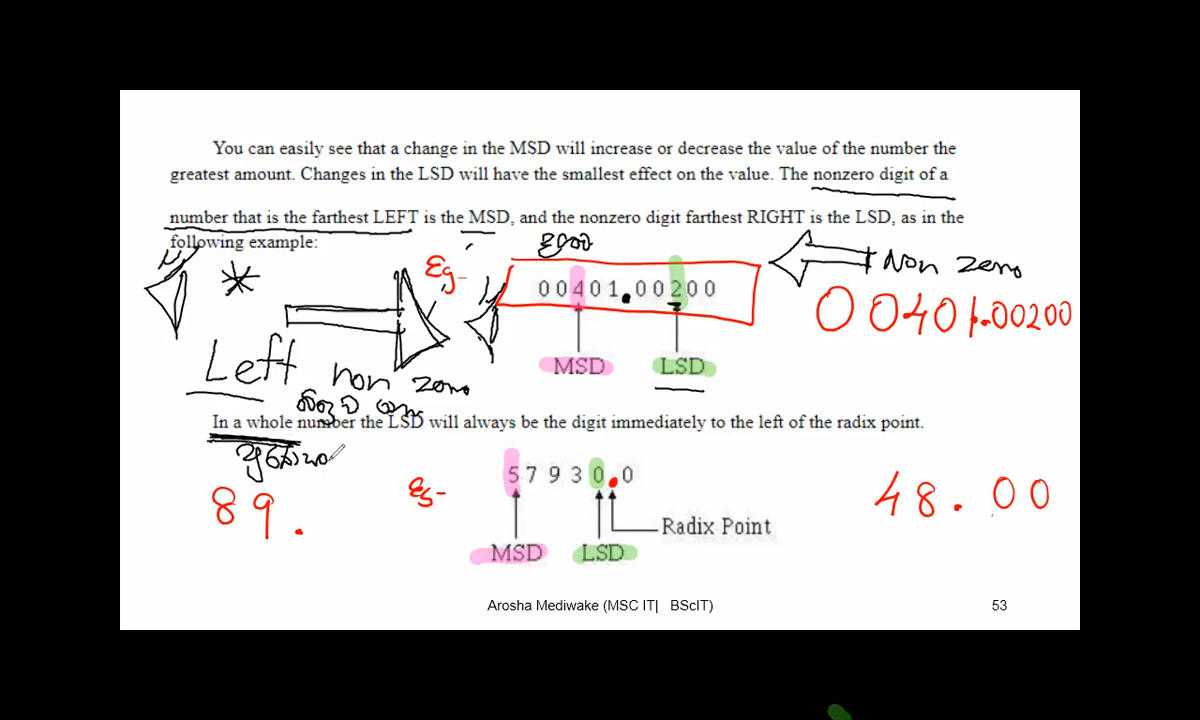 You can easily see that a change in the MSD will increase or decrease the value of the number the
greatest amount. Changes in the LSD will have the smallest effect on the value. The nonzero digit of a
number that is the farthest LEFT is the MSD, and the nonzero digit farthest RIGHT is the LSD, as in the
following example:
Eg-
00401.00200
Non zero
00401.00200
MSD LSD
Left non zero
In a whole number the LSD will always be the digit immediately to the left of the radix point.
89.
Eg-
57930.0
48.00
Radix Point
MSD LSD
Arosha Mediwake (MSC IT| BScIT)
53